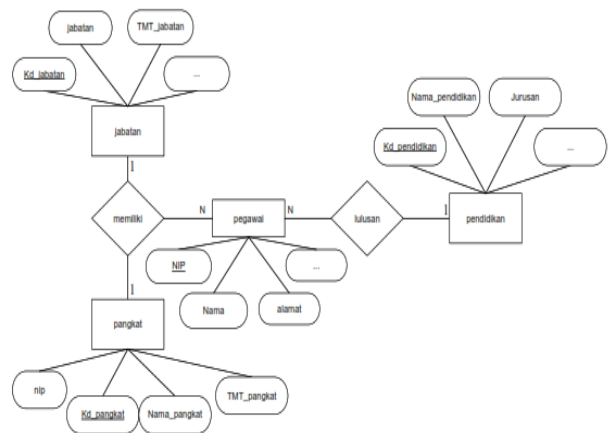 jabatan
TMT_jabatan
Kd_jabatan
...
jabatan
1
Nama_pendidikan
Jurusan
Kd_pendidikan
...
memiliki
N
pegawai
N
lulusan
1
pendidikan
NIP
...
Nama
alamat
1
pangkat
nip
Kd_pangkat
Nama_pangkat
TMT_pangkat